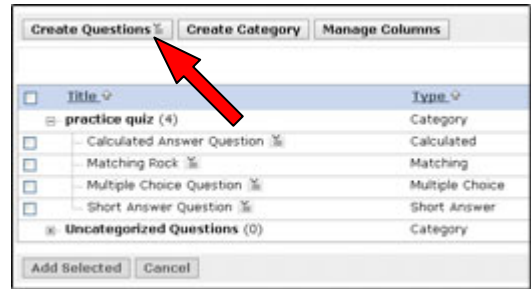 Create Questions Create Category Manage Columns
Title Type
practice quiz (4) Category
Calculated Answer Question Calculated
Matching Rock Matching
Multiple Choice Question Multiple Choice
Short Answer Question Short Answer
Uncategorized Questions (0) Category
Add Selected Cancel